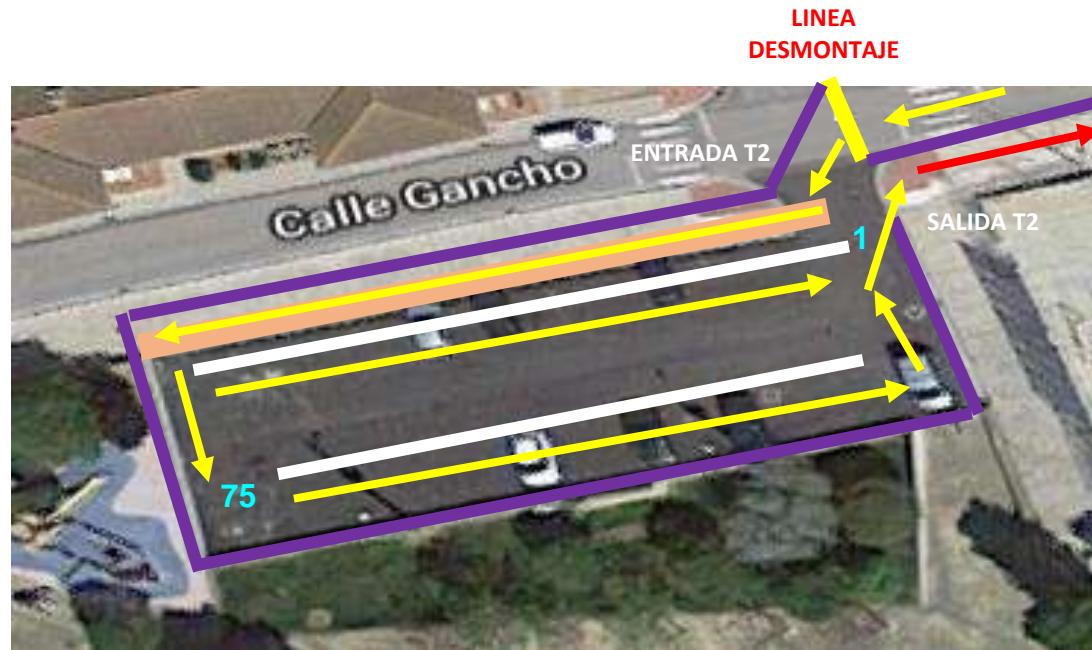 LINEA
DESMONTAJE
ENTRADA T2
Calle Gancho
SALIDA T2
1
75